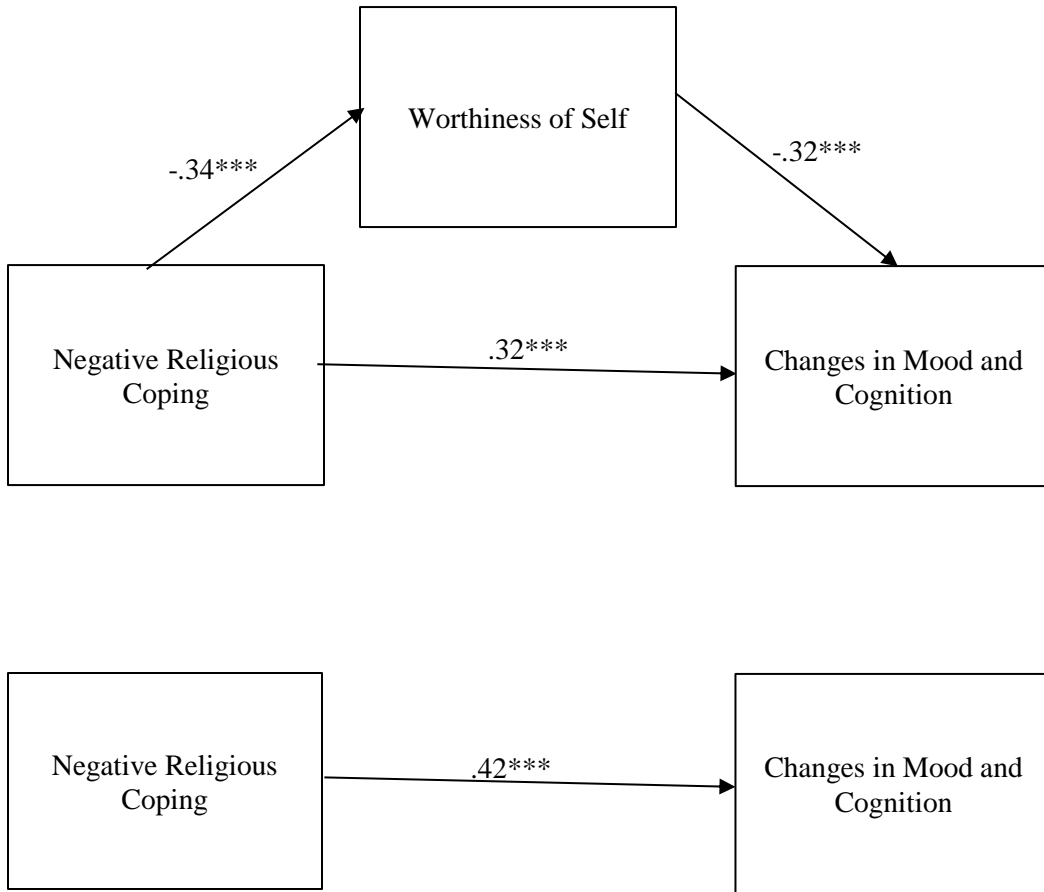 Worthiness of Self
-.34***
-.32***
Negative Religious
Coping
.32***
Changes in Mood and
Cognition
Negative Religious
Coping
.42***
Changes in Mood and
Cognition